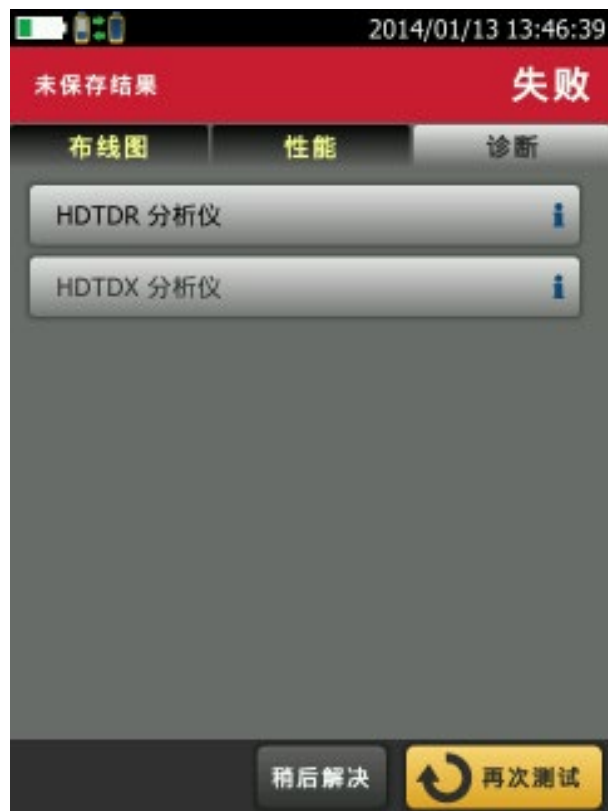 2014/01/13 13:46:39
未保存结果 失败
布线图 性能 诊断
HDTDR 分析仪 i
HDTDX 分析仪 i
稍后解决 再次测试